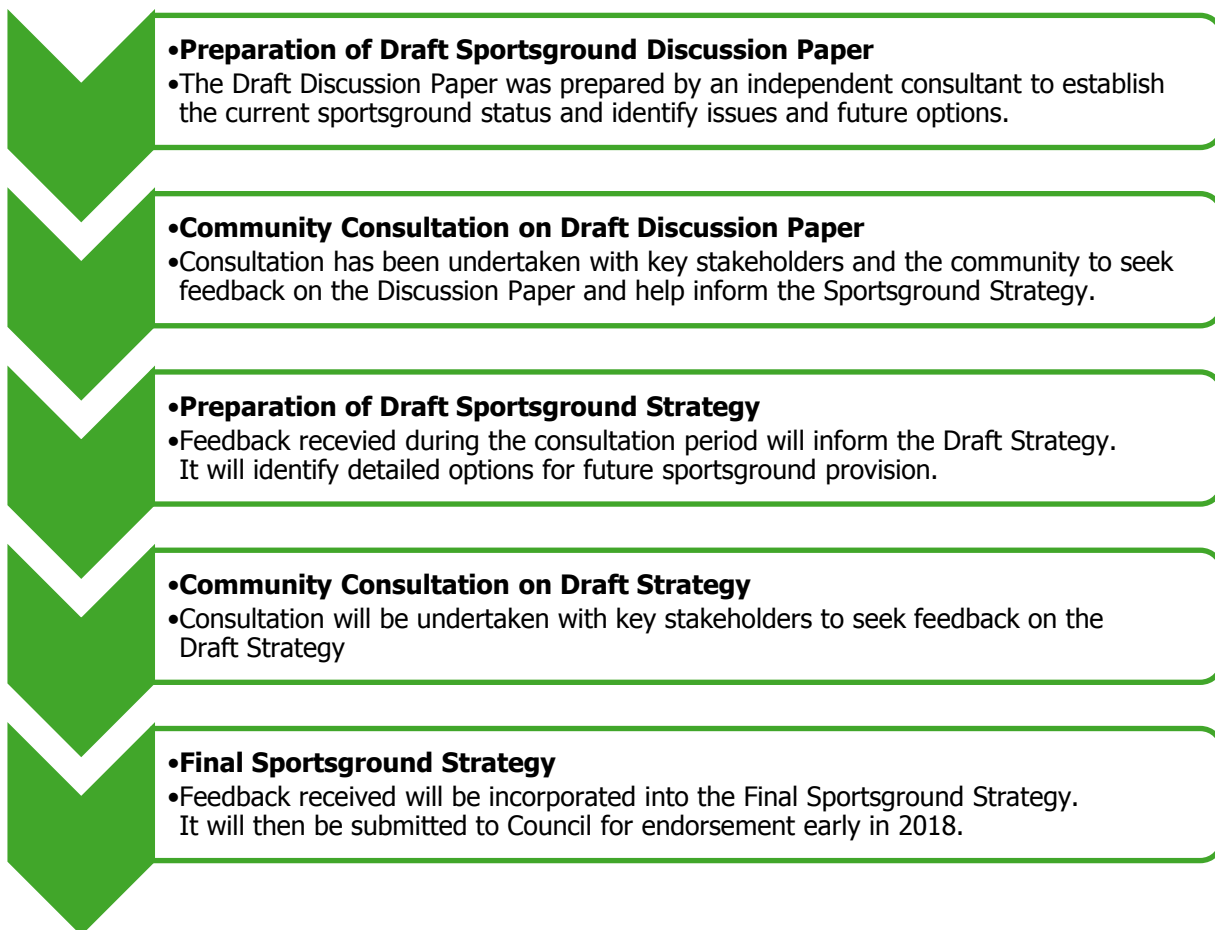 •Preparation of Draft Sportsground Discussion Paper
•The Draft Discussion Paper was prepared by an independent consultant to establish
the current sportsground status and identify issues and future options.
•Community Consultation on Draft Discussion Paper
•Consultation has been undertaken with key stakeholders and the community to seek
feedback on the Discussion Paper and help inform the Sportsground Strategy.
•Preparation of Draft Sportsground Strategy
•Feedback recevied during the consultation period will inform the Draft Strategy.
It will identify detailed options for future sportsground provision.
•Community Consultation on Draft Strategy
•Consultation will be undertaken with key stakeholders to seek feedback on the
Draft Strategy
•Final Sportsground Strategy
•Feedback received will be incorporated into the Final Sportsground Strategy.
It will then be submitted to Council for endorsement early in 2018.